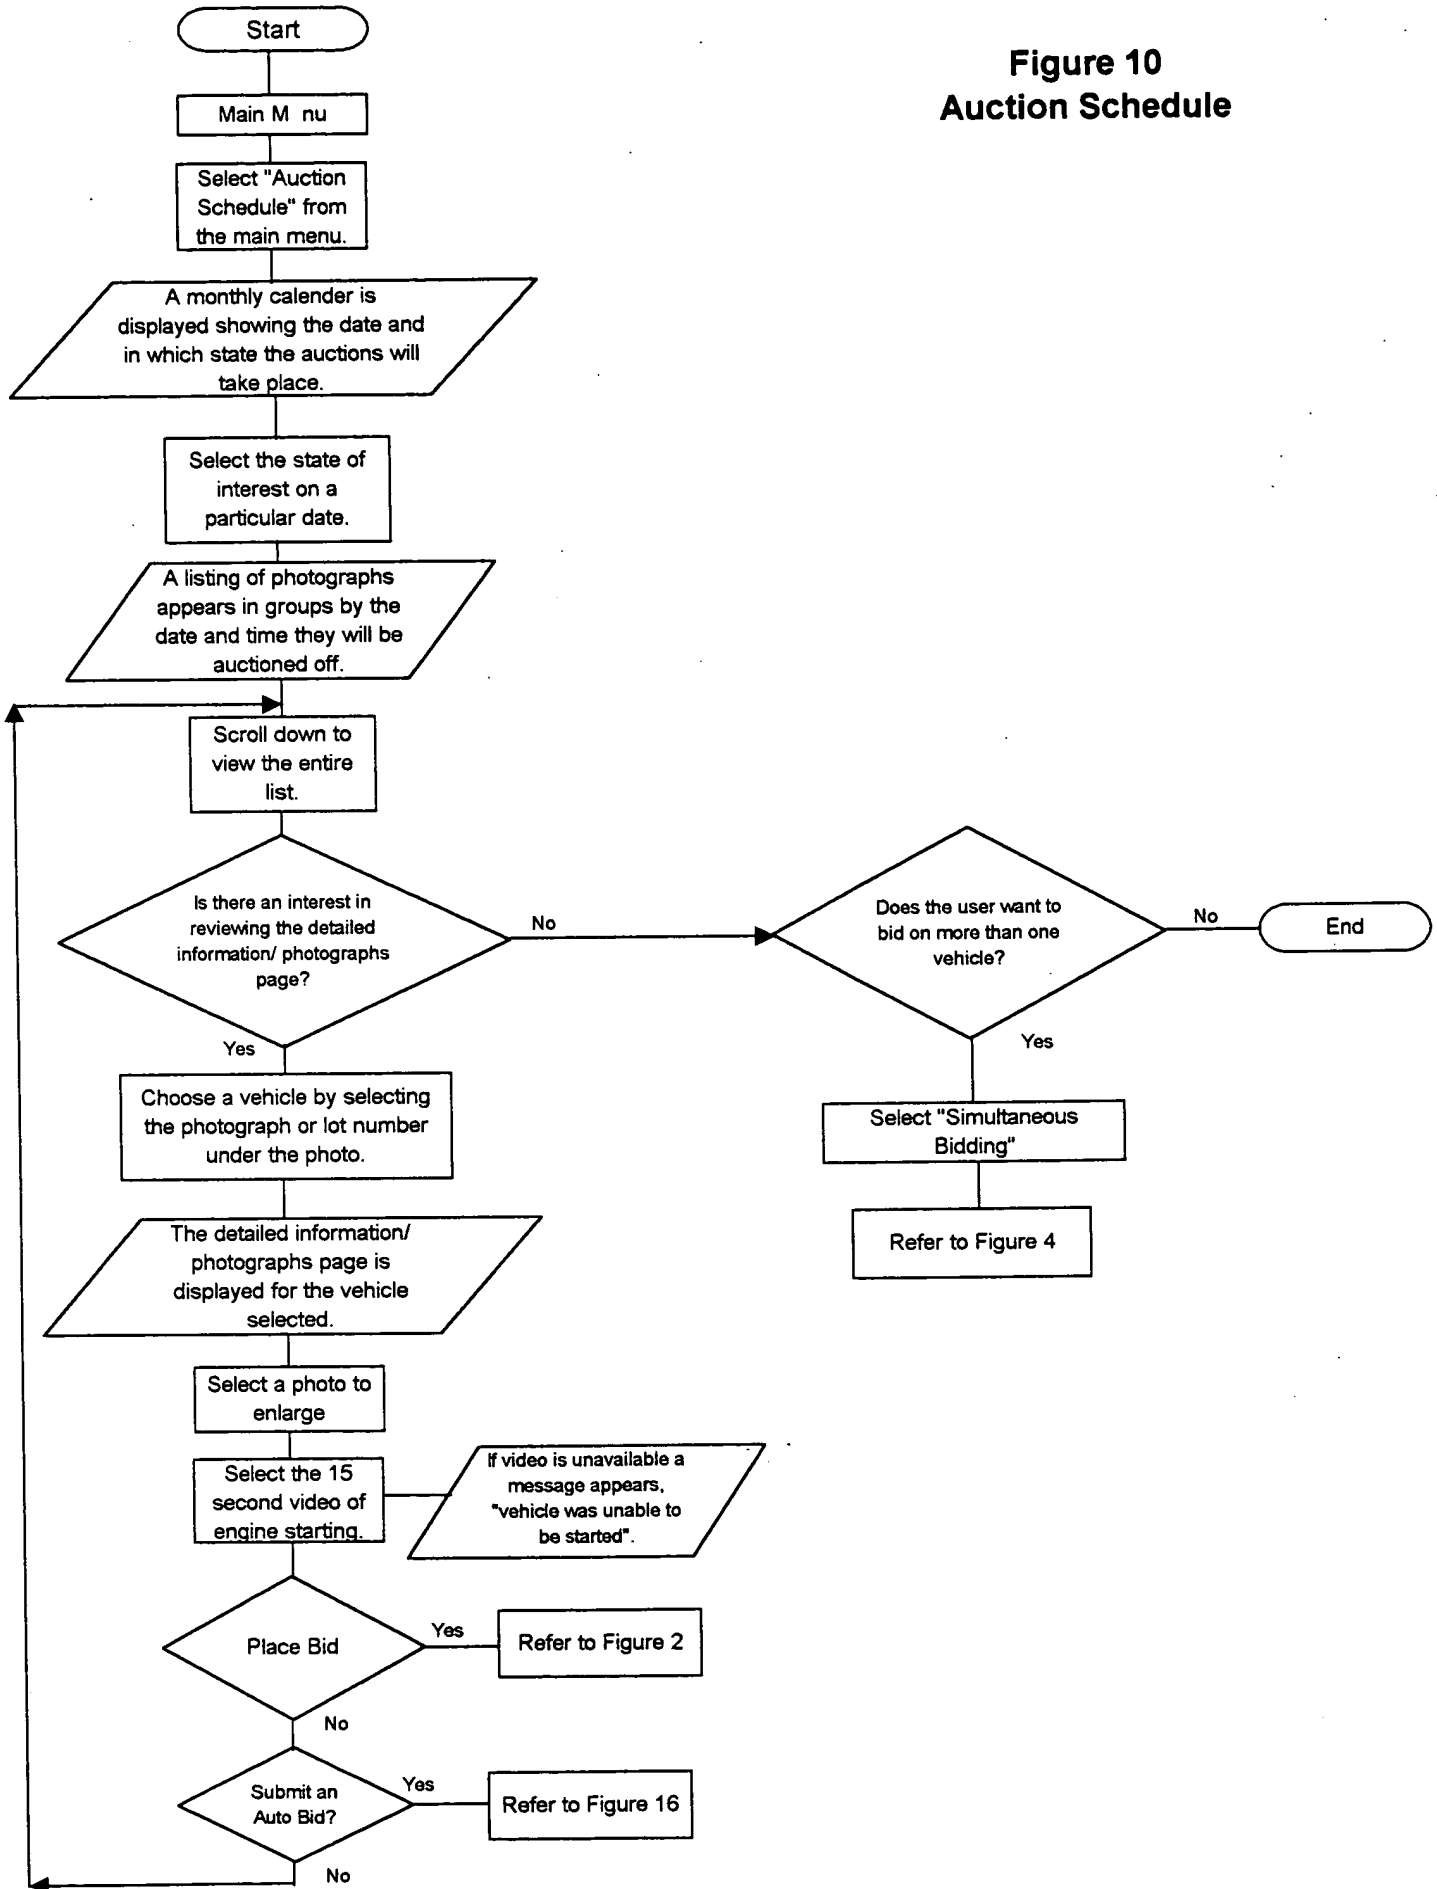 Start
Figure 10
Auction Schedule
Main M nu
Select "Auction
Schedule" from
the main menu.
A monthly calender is
displayed showing the date and
in which state the auctions will
take place.
Select the state of
interest on a
particular date.
A listing of photographs
appears in groups by the
date and time they will be
auctioned off.
Scroll down to
view the entire
list.
Is there an interest in
reviewing the detailed
information/ photographs
page?
No
Does the user want to
bid on more than one
vehicle?
No
End
Yes
Yes
Choose a vehicle by selecting
the photograph or lot number
under the photo.
Select "Simultaneous
Bidding"
Refer to Figure 4
The detailed information/
photographs page is
displayed for the vehicle
selected.
Select a photo to
enlarge
Select the 15
second video of
engine starting.
If video is unavailable a
message appears,
"vehicle was unable to
be started".
Place Bid
Yes
Refer to Figure 2
No
Submit an
Auto Bid?
Yes
Refer to Figure 16
No